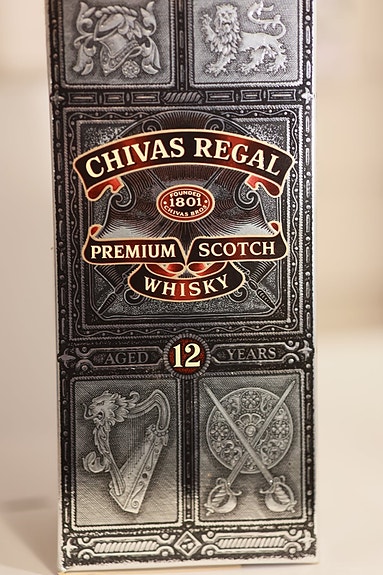 CHIVAS REGAL
FOUNDED
1801
CHIVAS BROS
PREMIUM SCOTCH
WHISKY
AGED 12 YEARS